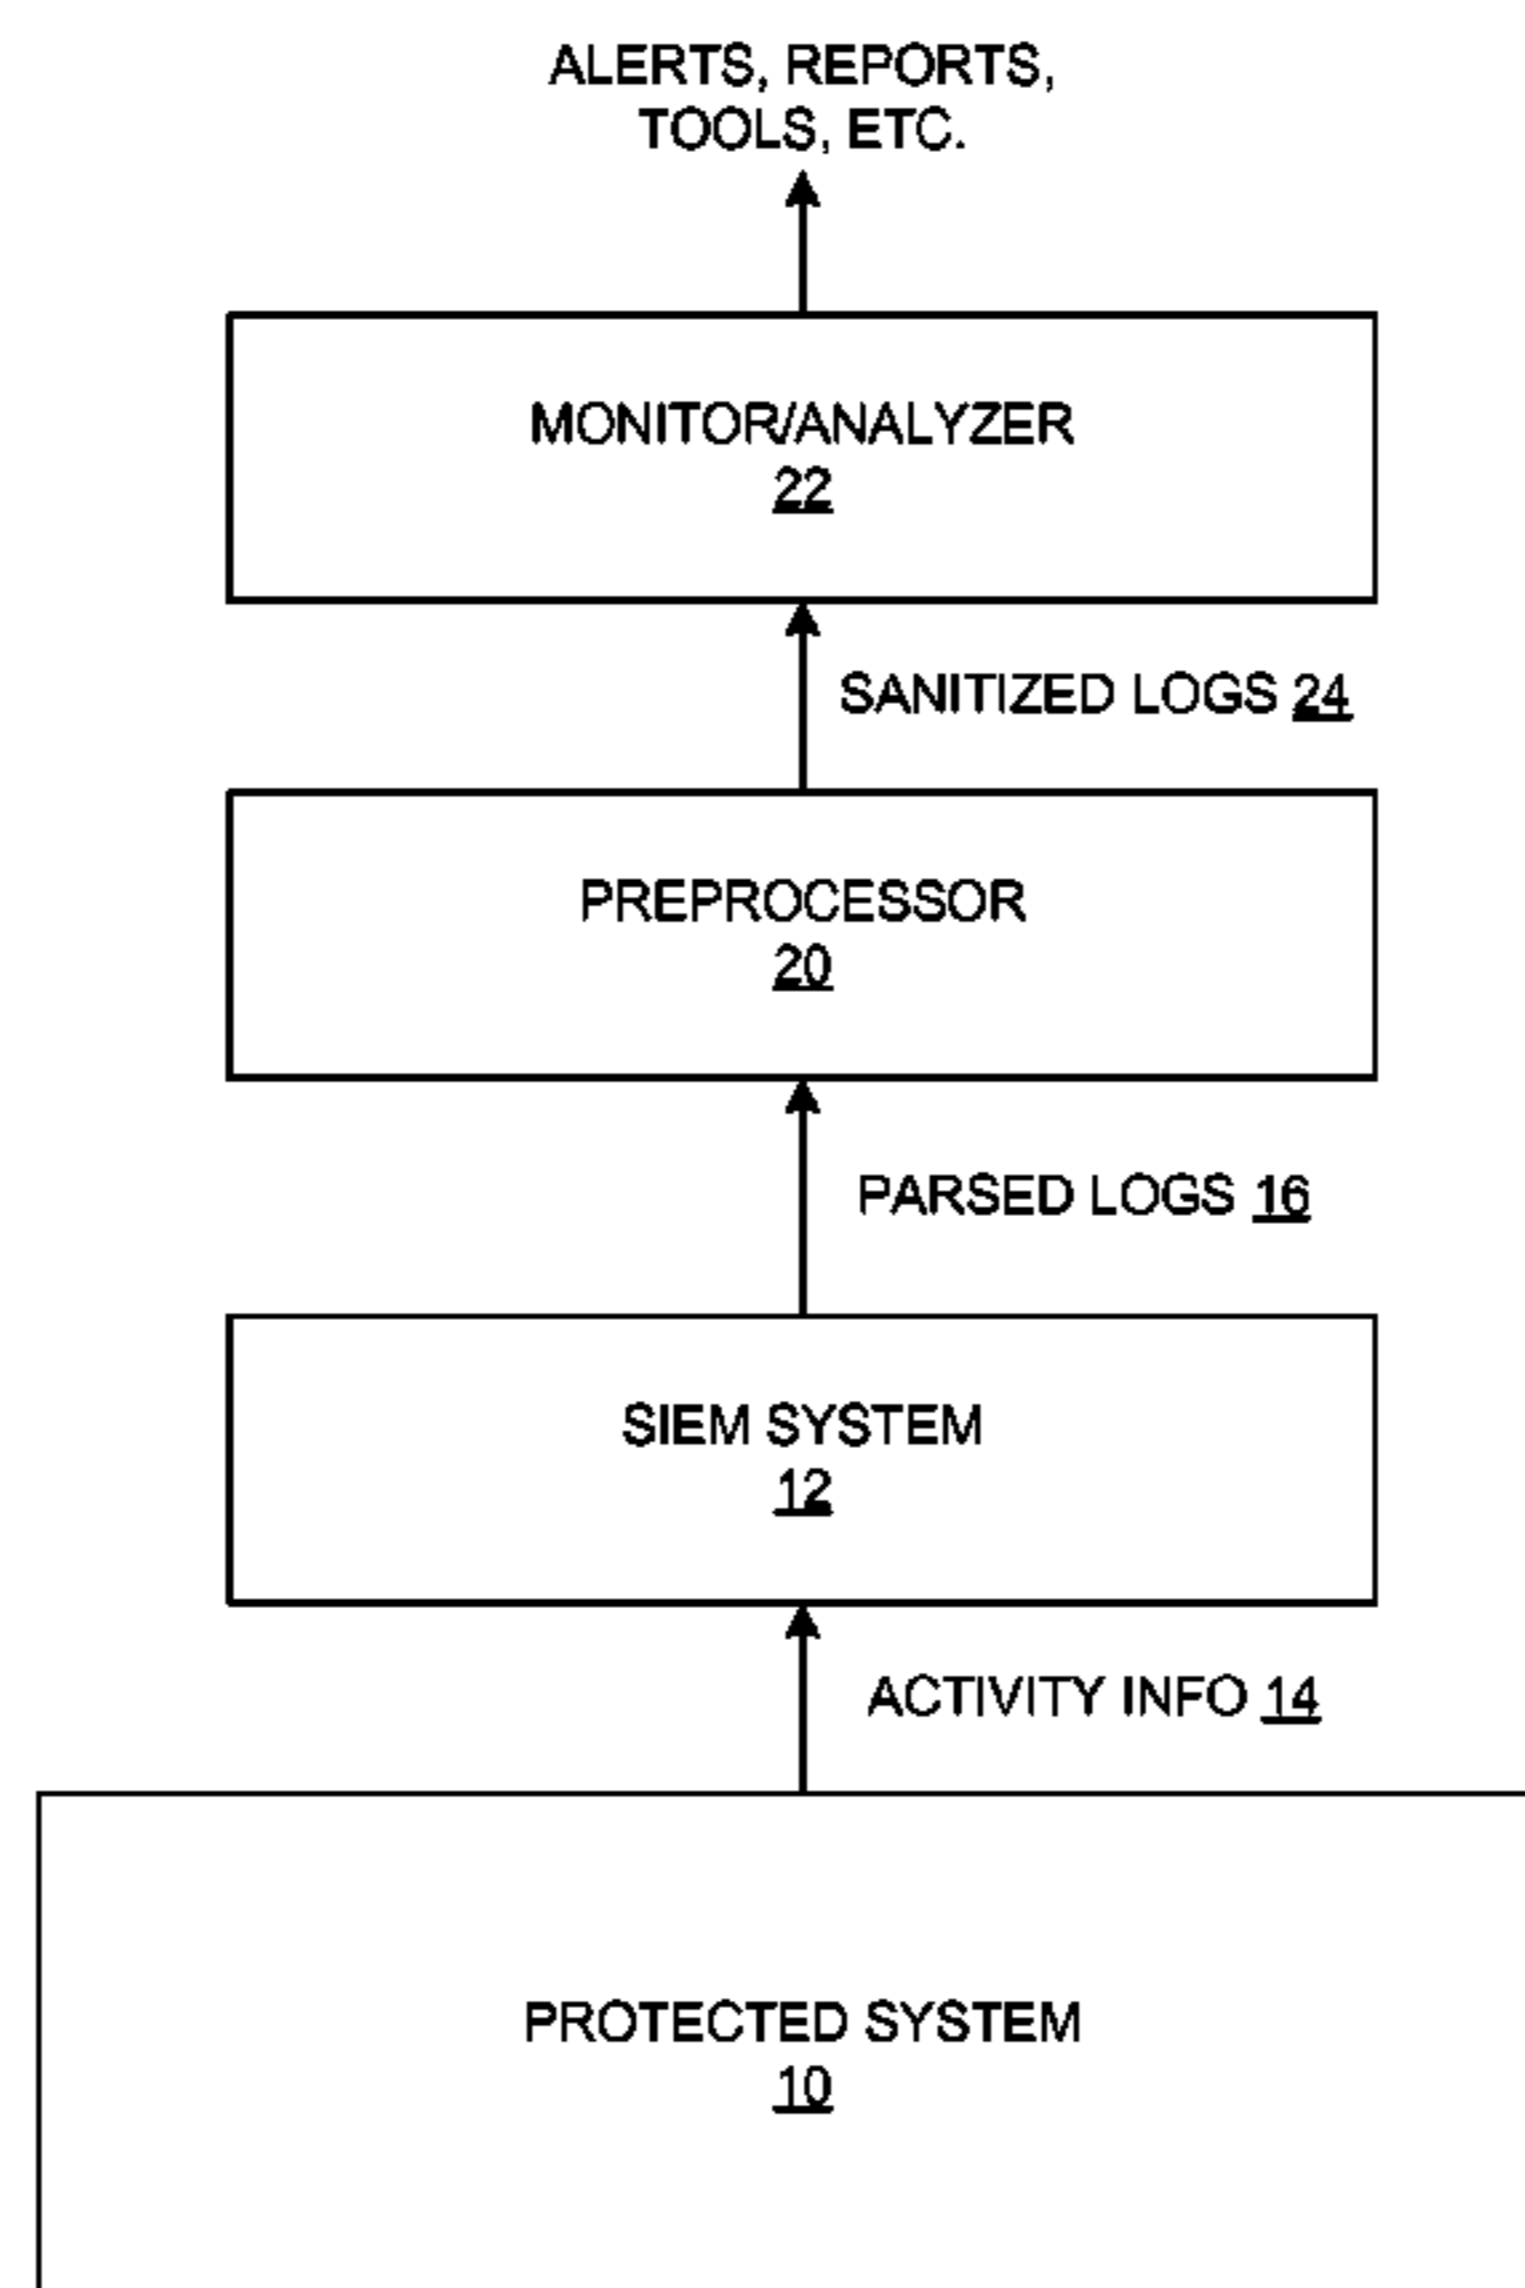 ALERTS, REPORTS,
TOOLS, ETC.
MONITOR/ANALYZER
22
SANITIZED LOGS 24
PREPROCESSOR
20
PARSED LOGS 16
SIEM SYSTEM
12
ACTIVITY INFO 14
PROTECTED SYSTEM
10